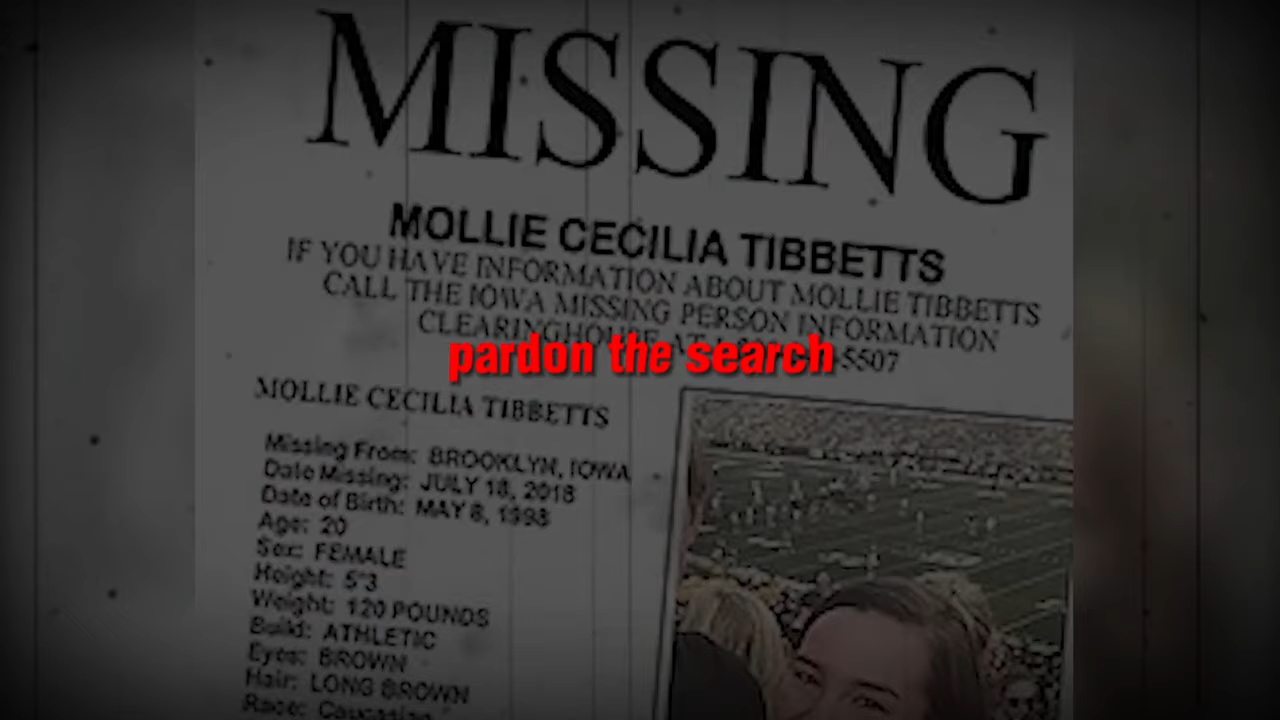 MISSING
MOLLIE CECILIA TIBBETTS
IF YOU HAVE INFORMATION ABOUT MOLLIE TIBBETTS
CALL THE IOWA MISSING PERSON INFORMATION
CLEARINGHOUSE AT 5507
pardon the search
MOLLIE CECILIA TIBBETTS
Missing From: BROOKLYN, IOWA
Date Missing: JULY 18, 2018
Date of Birth: MAY 8, 1998
Age: 20
Sex: FEMALE
Height: 5'3
Weight: 120 POUNDS
Build: ATHLETIC
Eyes: BROWN
Hair: LONG BROWN
Race: Caucasian